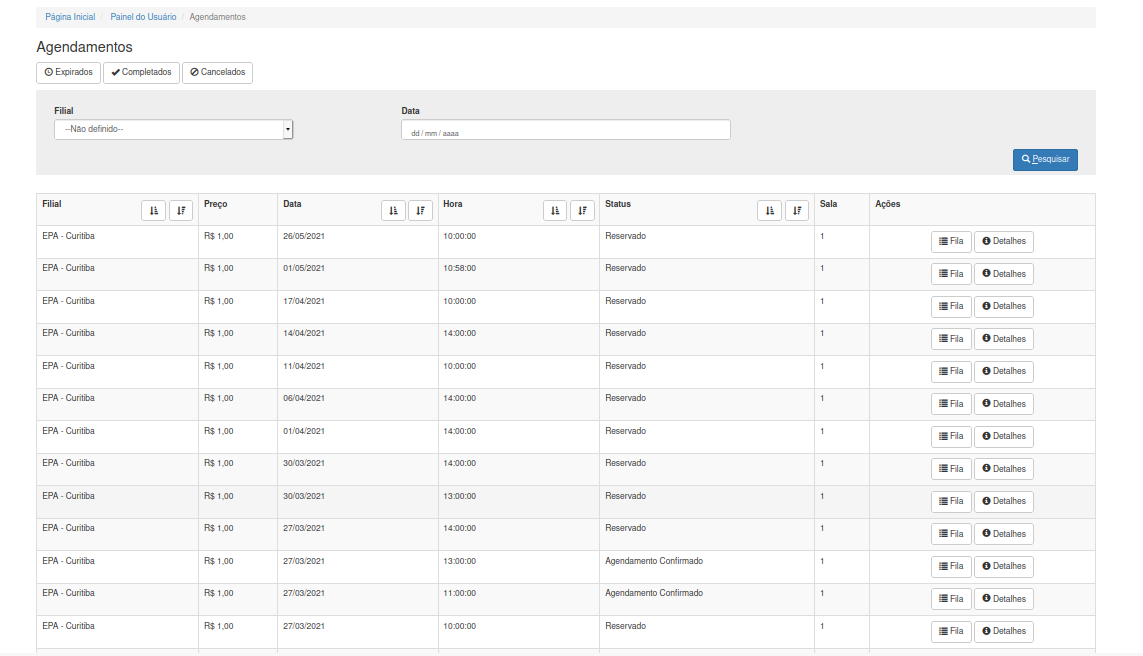 Página Inicial / Painel do Usuário / Agendamentos
Agendamentos
Expirados Completados Cancelados
Filial Data
--Não definido-- dd / mm / aaaa
Pesquisar
Filial Preço Data Hora Status Sala Ações
EPA - Curitiba R$ 1,00 26/05/2021 10:00:00 Reservado 1 Fila Detalhes
EPA - Curitiba R$ 1,00 01/05/2021 10:58:00 Reservado 1 Fila Detalhes
EPA - Curitiba R$ 1,00 17/04/2021 10:00:00 Reservado 1 Fila Detalhes
EPA - Curitiba R$ 1,00 14/04/2021 14:00:00 Reservado 1 Fila Detalhes
EPA - Curitiba R$ 1,00 11/04/2021 10:00:00 Reservado 1 Fila Detalhes
EPA - Curitiba R$ 1,00 06/04/2021 14:00:00 Reservado 1 Fila Detalhes
EPA - Curitiba R$ 1,00 01/04/2021 14:00:00 Reservado 1 Fila Detalhes
EPA - Curitiba R$ 1,00 30/03/2021 14:00:00 Reservado 1 Fila Detalhes
EPA - Curitiba R$ 1,00 30/03/2021 13:00:00 Reservado 1 Fila Detalhes
EPA - Curitiba R$ 1,00 27/03/2021 14:00:00 Reservado 1 Fila Detalhes
EPA - Curitiba R$ 1,00 27/03/2021 13:00:00 Agendamento Confirmado 1 Fila Detalhes
EPA - Curitiba R$ 1,00 27/03/2021 11:00:00 Agendamento Confirmado 1 Fila Detalhes
EPA - Curitiba R$ 1,00 27/03/2021 10:00:00 Reservado 1 Fila Detalhes